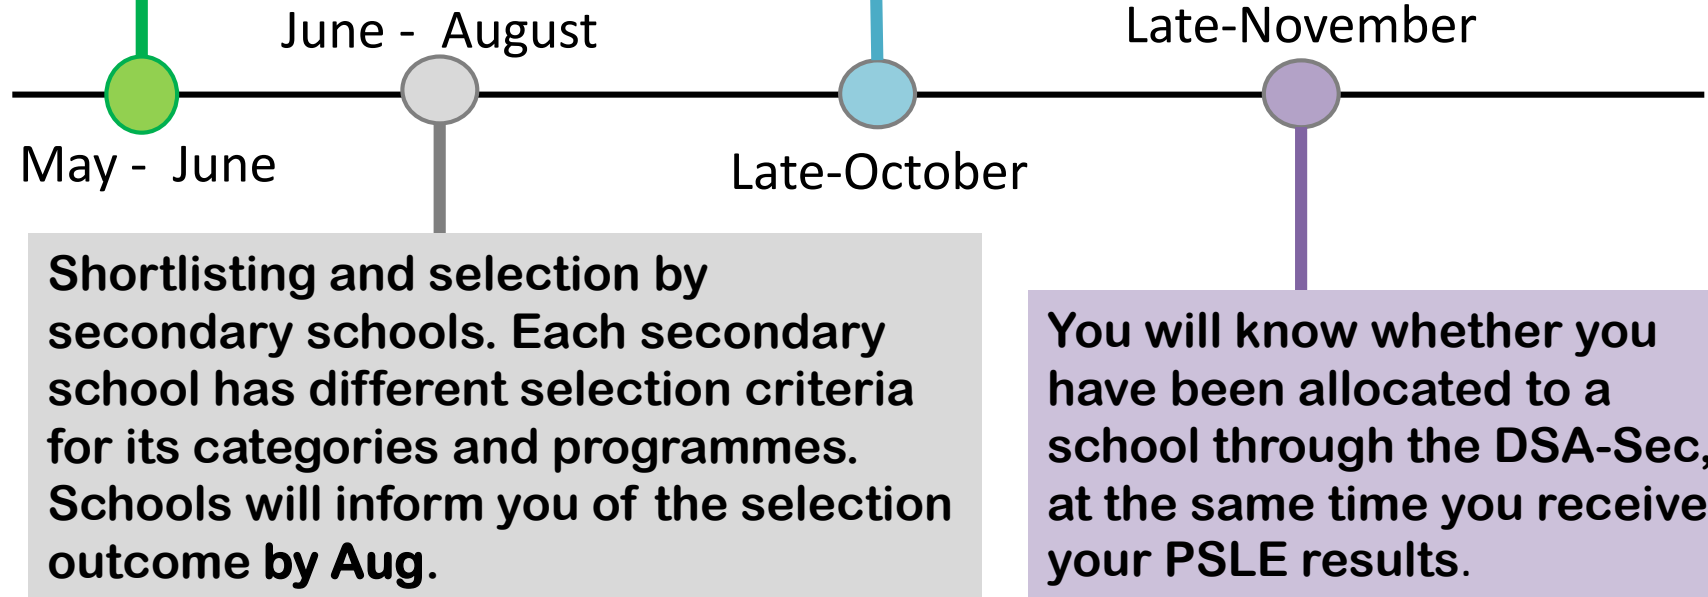 June -  August
Late-November
May -  June
Late-October
Shortlisting and selection by
secondary schools. Each secondary
school has different selection criteria
for its categories and programmes.
Schools will inform you of the selection
outcome by Aug.
You will know whether you
have been allocated to a
school through the DSA-Sec,
at the same time you receive
your PSLE results.